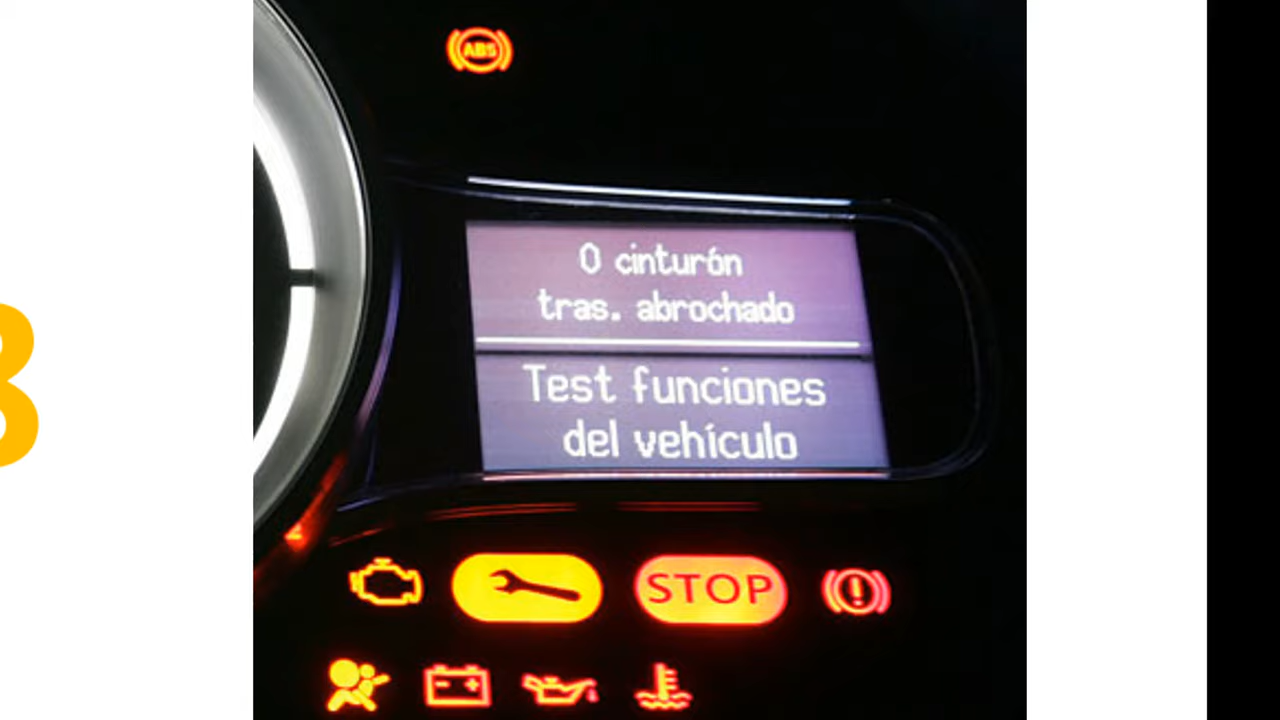 ABS
0 cinturón
tras. abrochado
Test funciones
del vehículo
STOP